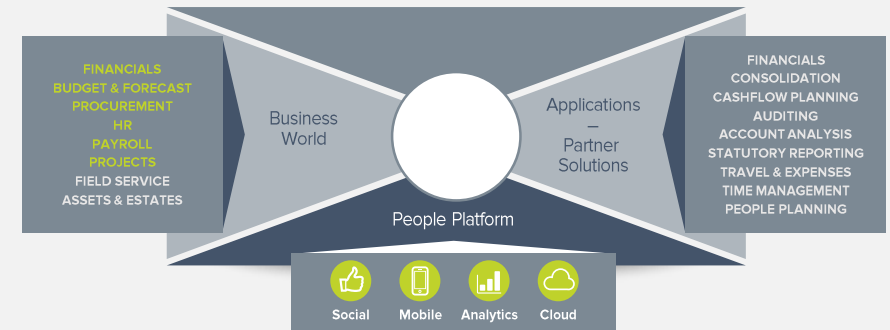 FINANCIALS
BUDGET & FORECAST
PROCUREMENT
HR
PAYROLL
PROJECTS
FIELD SERVICE
ASSETS & ESTATES
Business
World
Applications
–
Partner
Solutions
FINANCIALS
CONSOLIDATION
CASHFLOW PLANNING
AUDITING
ACCOUNT ANALYSIS
STATUTORY REPORTING
TRAVEL & EXPENSES
TIME MANAGEMENT
PEOPLE PLANNING
People Platform
Social Mobile Analytics Cloud